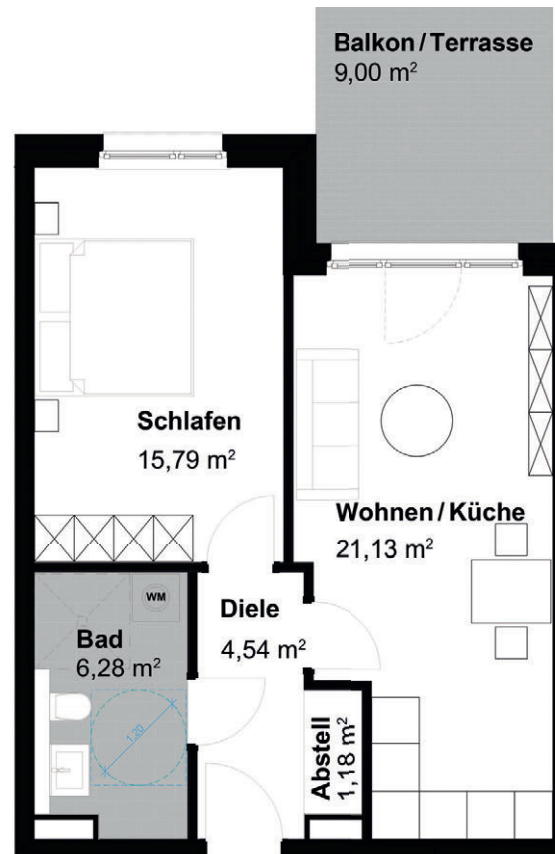 Balkon / Terrasse
9,00 m²
Schlafen
15,79 m²
Wohnen / Küche
21,13 m²
WM
Diele
4,54 m²
Bad
6,28 m²
1,20
Abstell
1,18 m²